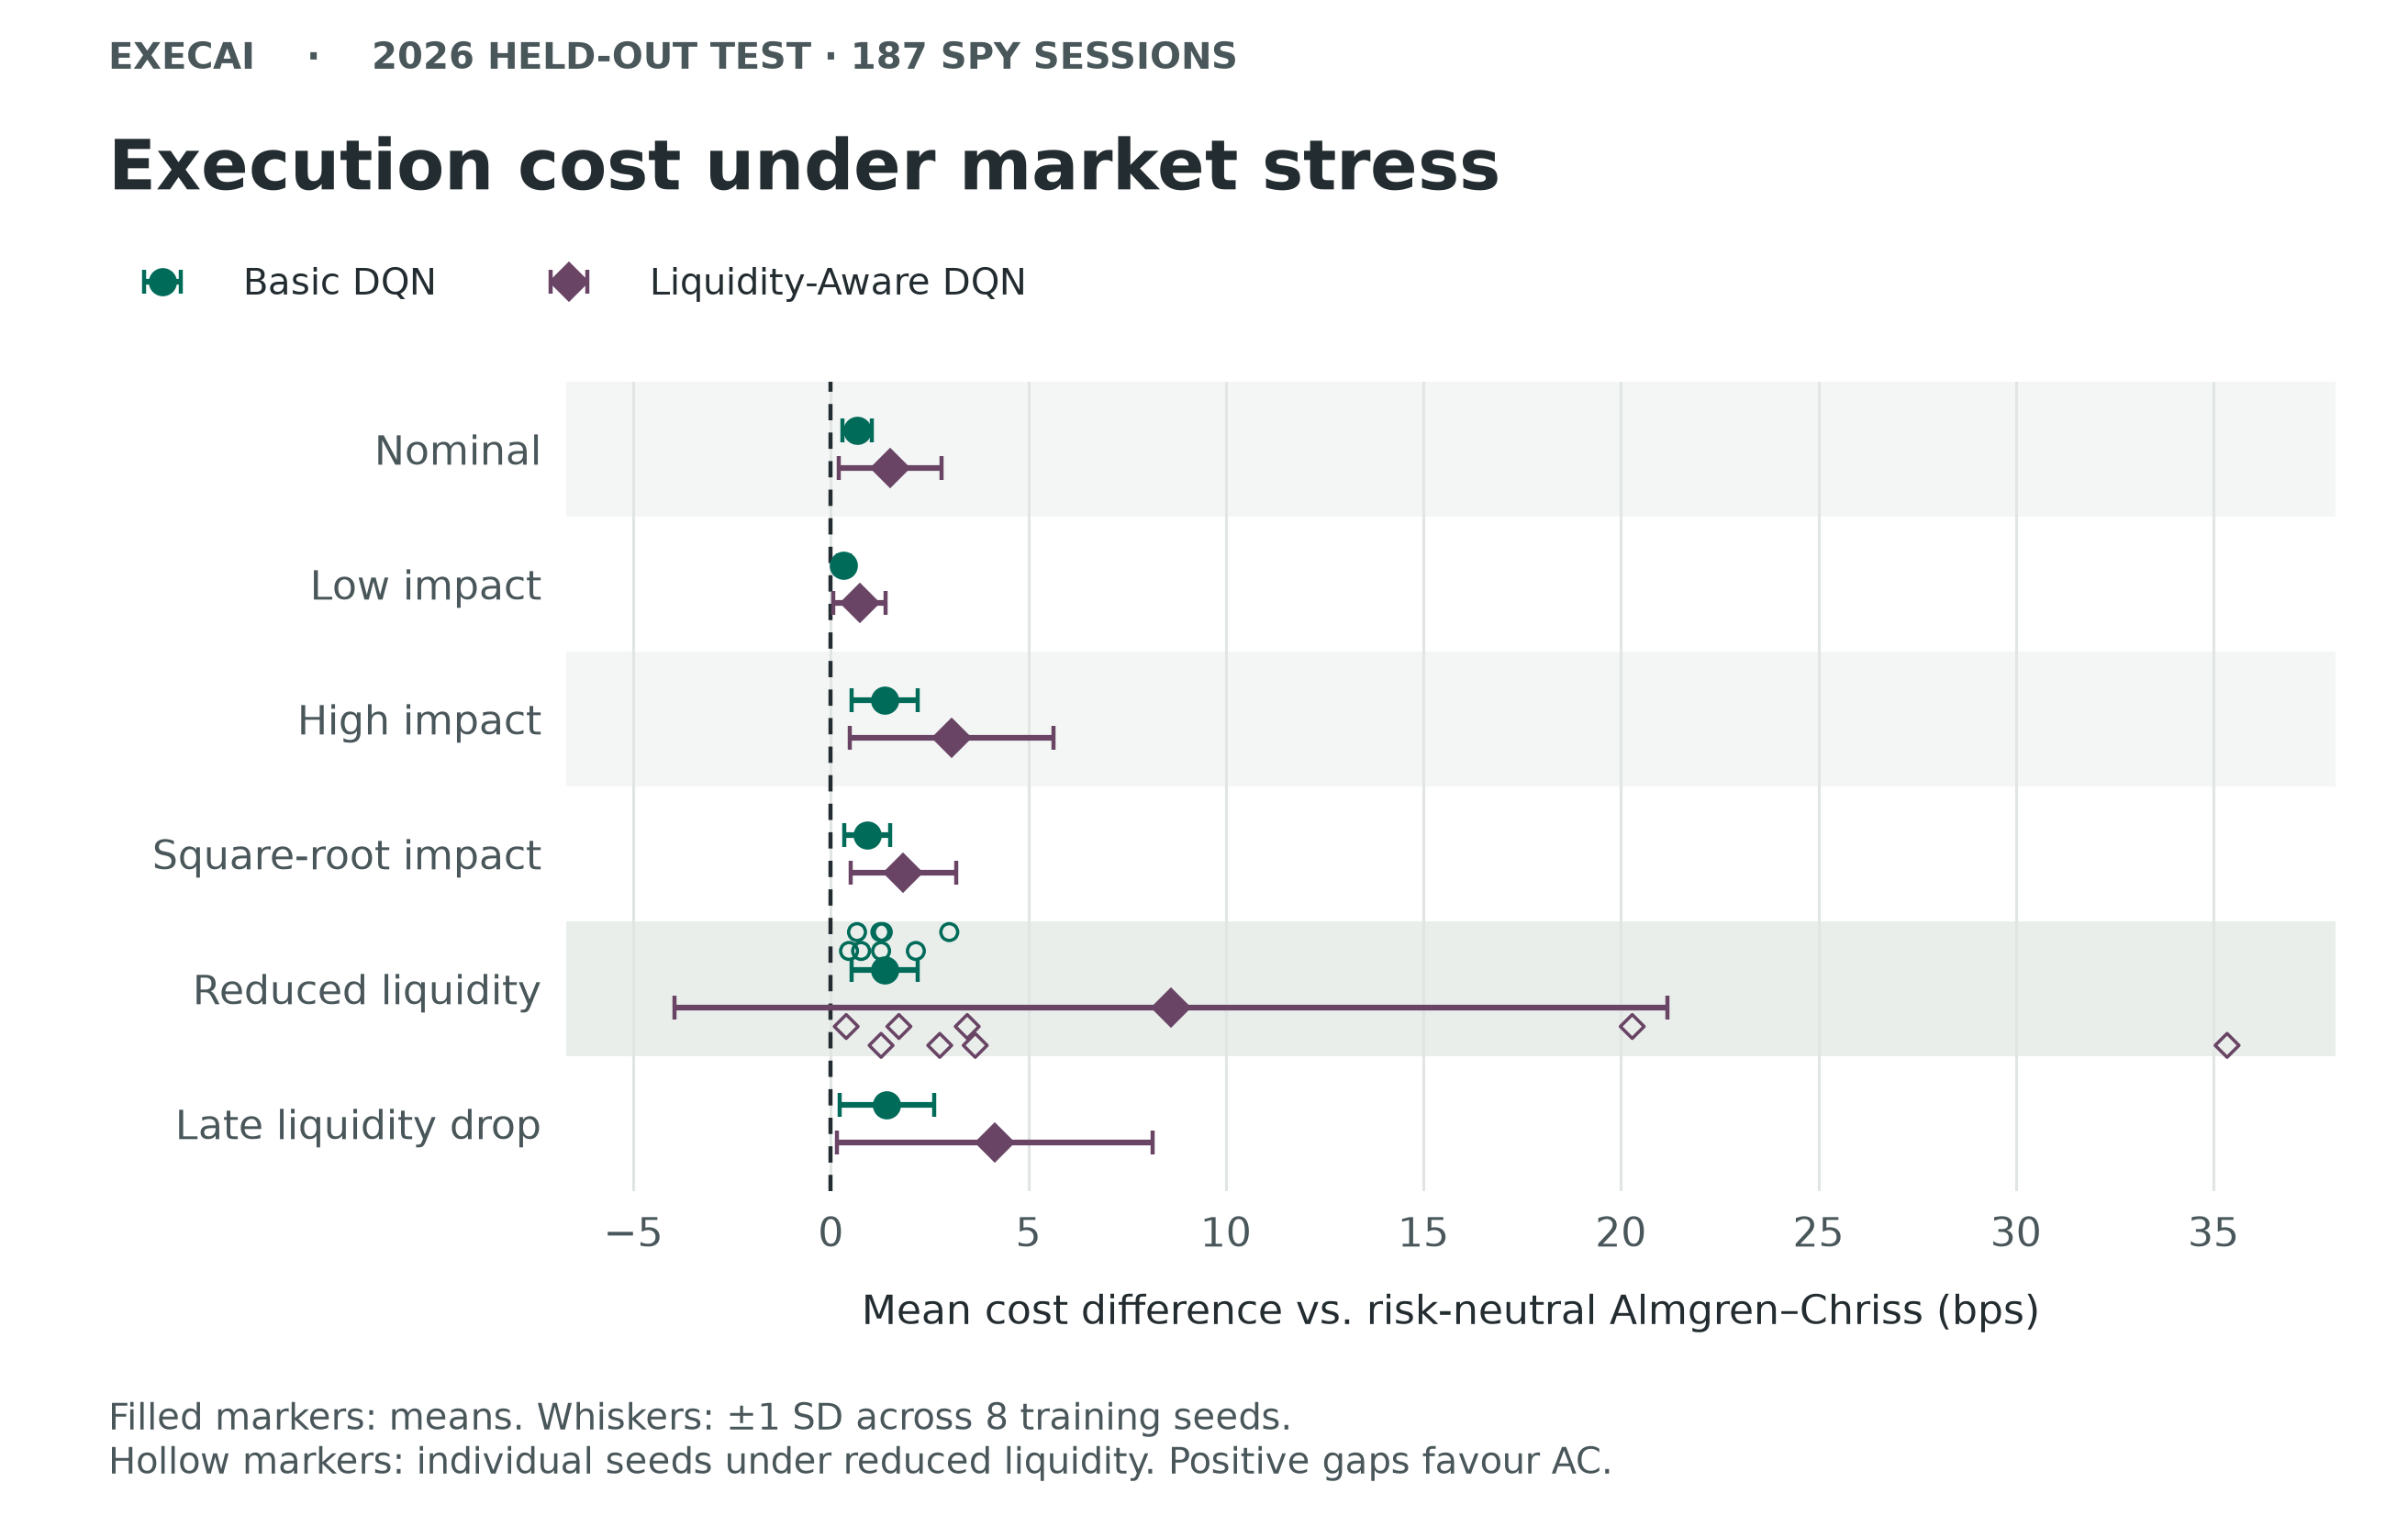 EXECAI · 2026 HELD-OUT TEST · 187 SPY SESSIONS
Execution cost under market stress
Basic DQN
Liquidity-Aware DQN
Nominal
Low impact
High impact
Square-root impact
Reduced liquidity
Late liquidity drop
−5 0 5 10 15 20 25 30 35
Mean cost difference vs. risk-neutral Almgren–Chriss (bps)
Filled markers: means. Whiskers: ±1 SD across 8 training seeds.
Hollow markers: individual seeds under reduced liquidity. Positive gaps favour AC.